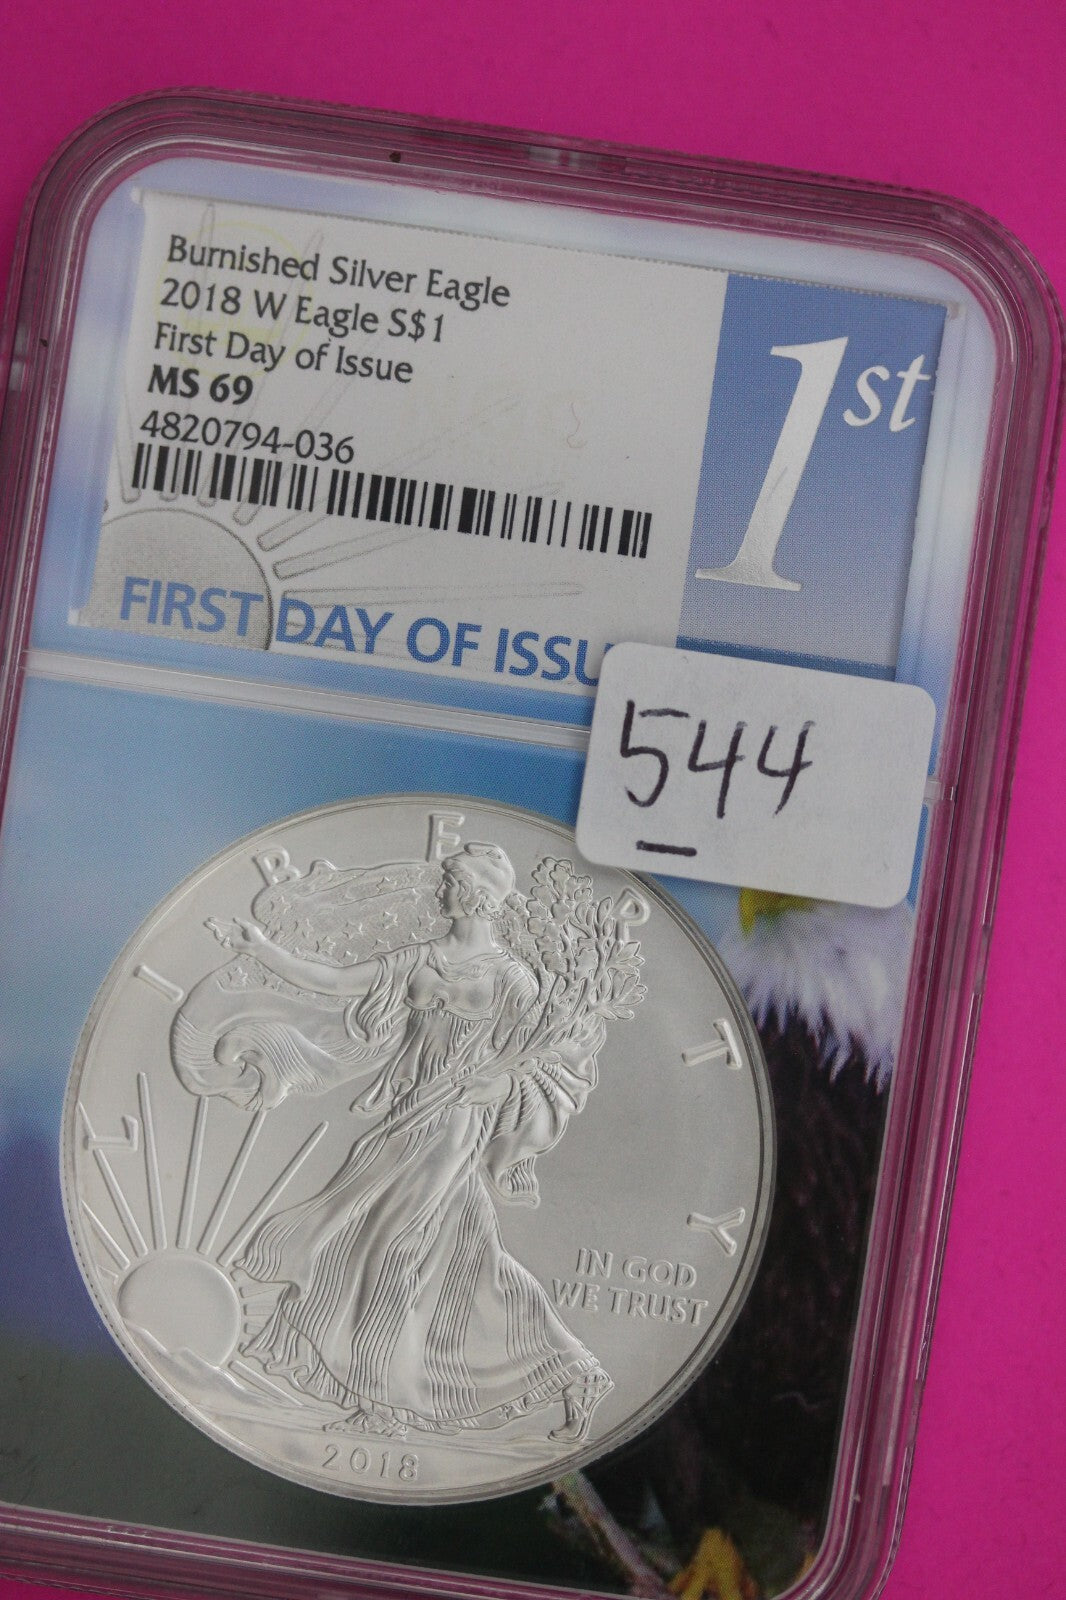 Burnished Silver Eagle
2018 W Eagle S$1
First Day of Issue
MS 69
4820794-036
1st
FIRST DAY OF ISSU
544
LIBERTY
IN GOD
WE TRUST
2018